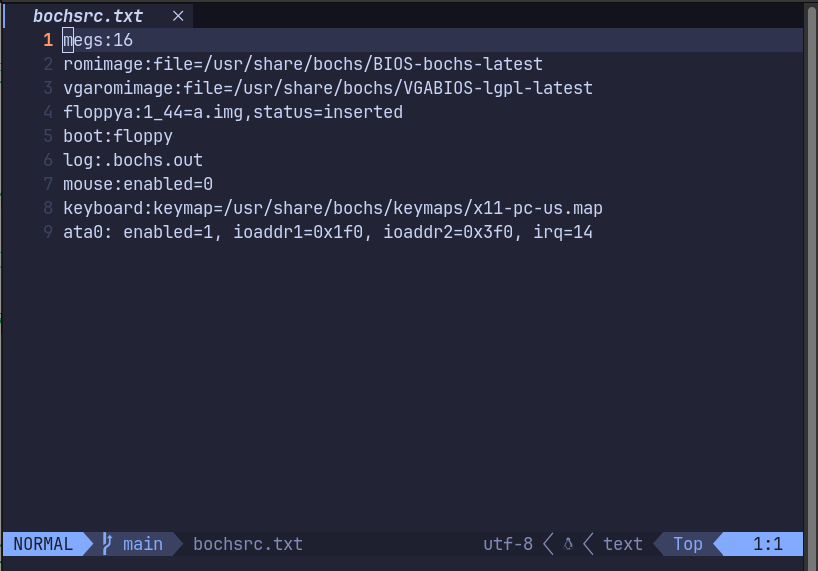 bochsrc.txt ×
1 megs:16
2 romimage:file=/usr/share/bochs/BIOS-bochs-latest
3 vgaromimage:file=/usr/share/bochs/VGABIOS-lgpl-latest
4 floppya:1_44=a.img,status=inserted
5 boot:floppy
6 log:.bochs.out
7 mouse:enabled=0
8 keyboard:keymap=/usr/share/bochs/keymaps/x11-pc-us.map
9 ata0: enabled=1, ioaddr1=0x1f0, ioaddr2=0x3f0, irq=14
NORMAL main bochsrc.txt utf-8 text Top 1:1